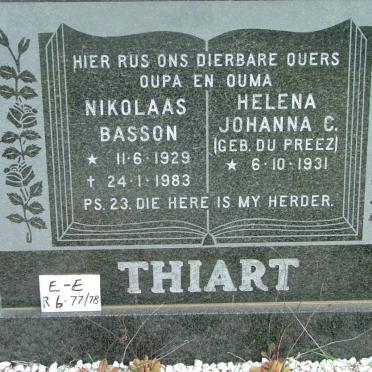 HIER RUS ONS DIERBARE OUERS
OUPA EN OUMA
NIKOLAAS
BASSON
★ 11-6-1929
† 24-1-1983
HELENA
JOHANNA C.
(GEB. DU PREEZ)
★ 6-10-1931
PS. 23. DIE HERE IS MY HERDER.
THIART
E-E
R 6-77/78